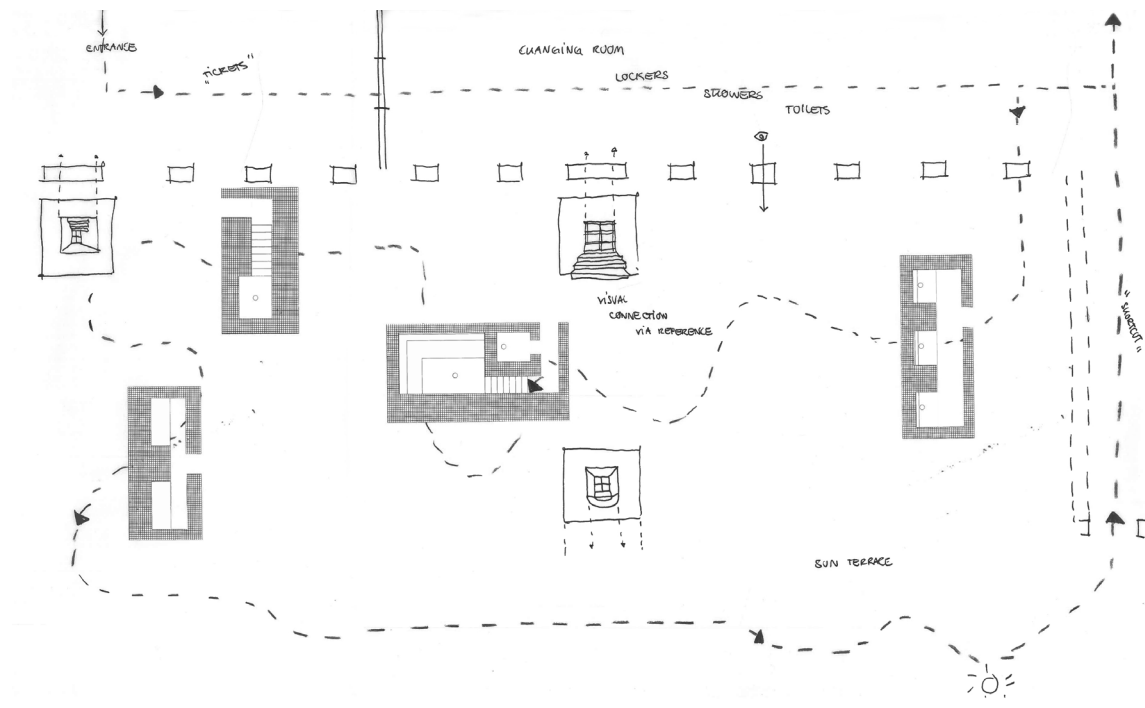 ENTRANCE
"TICKETS"
CHANGING ROOM
LOCKERS
SHOWERS
TOILETS
VISUAL
CONNECTION
VIA REFERENCE
"SHORTCUT"
SUN TERRACE